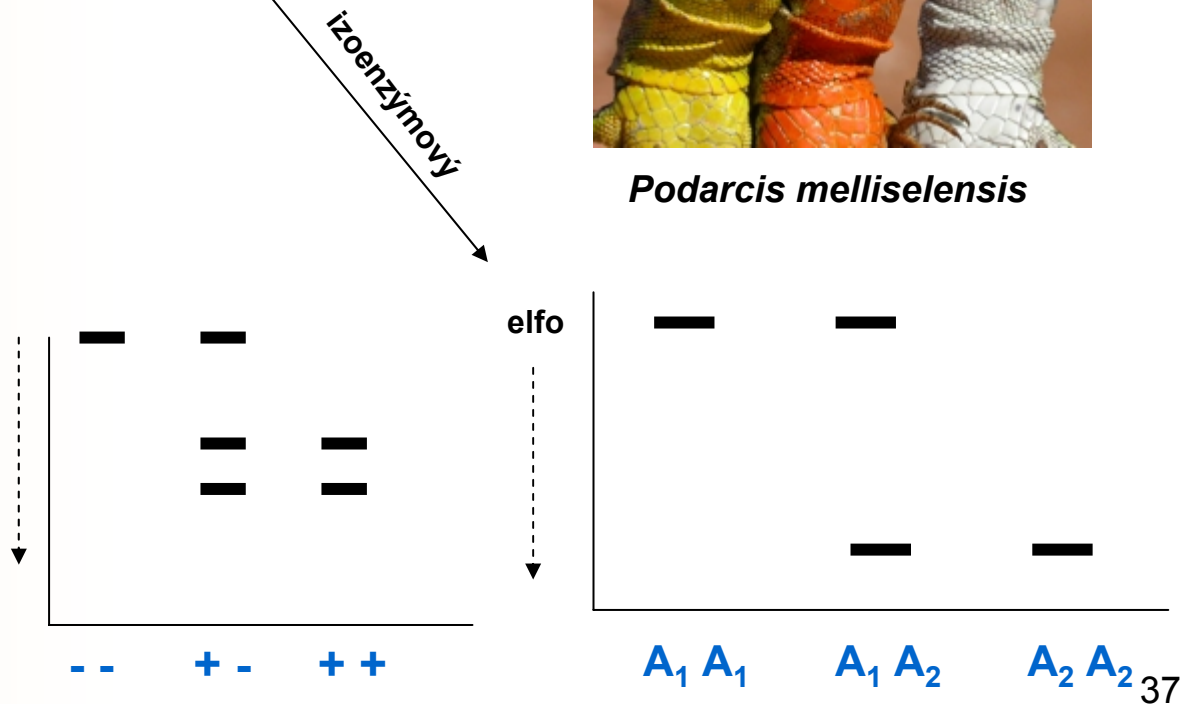 izoenzýmový
Podarcis melliselensis
elfo
- - + - + +
A₁ A₁ A₁ A₂ A₂ A₂
37